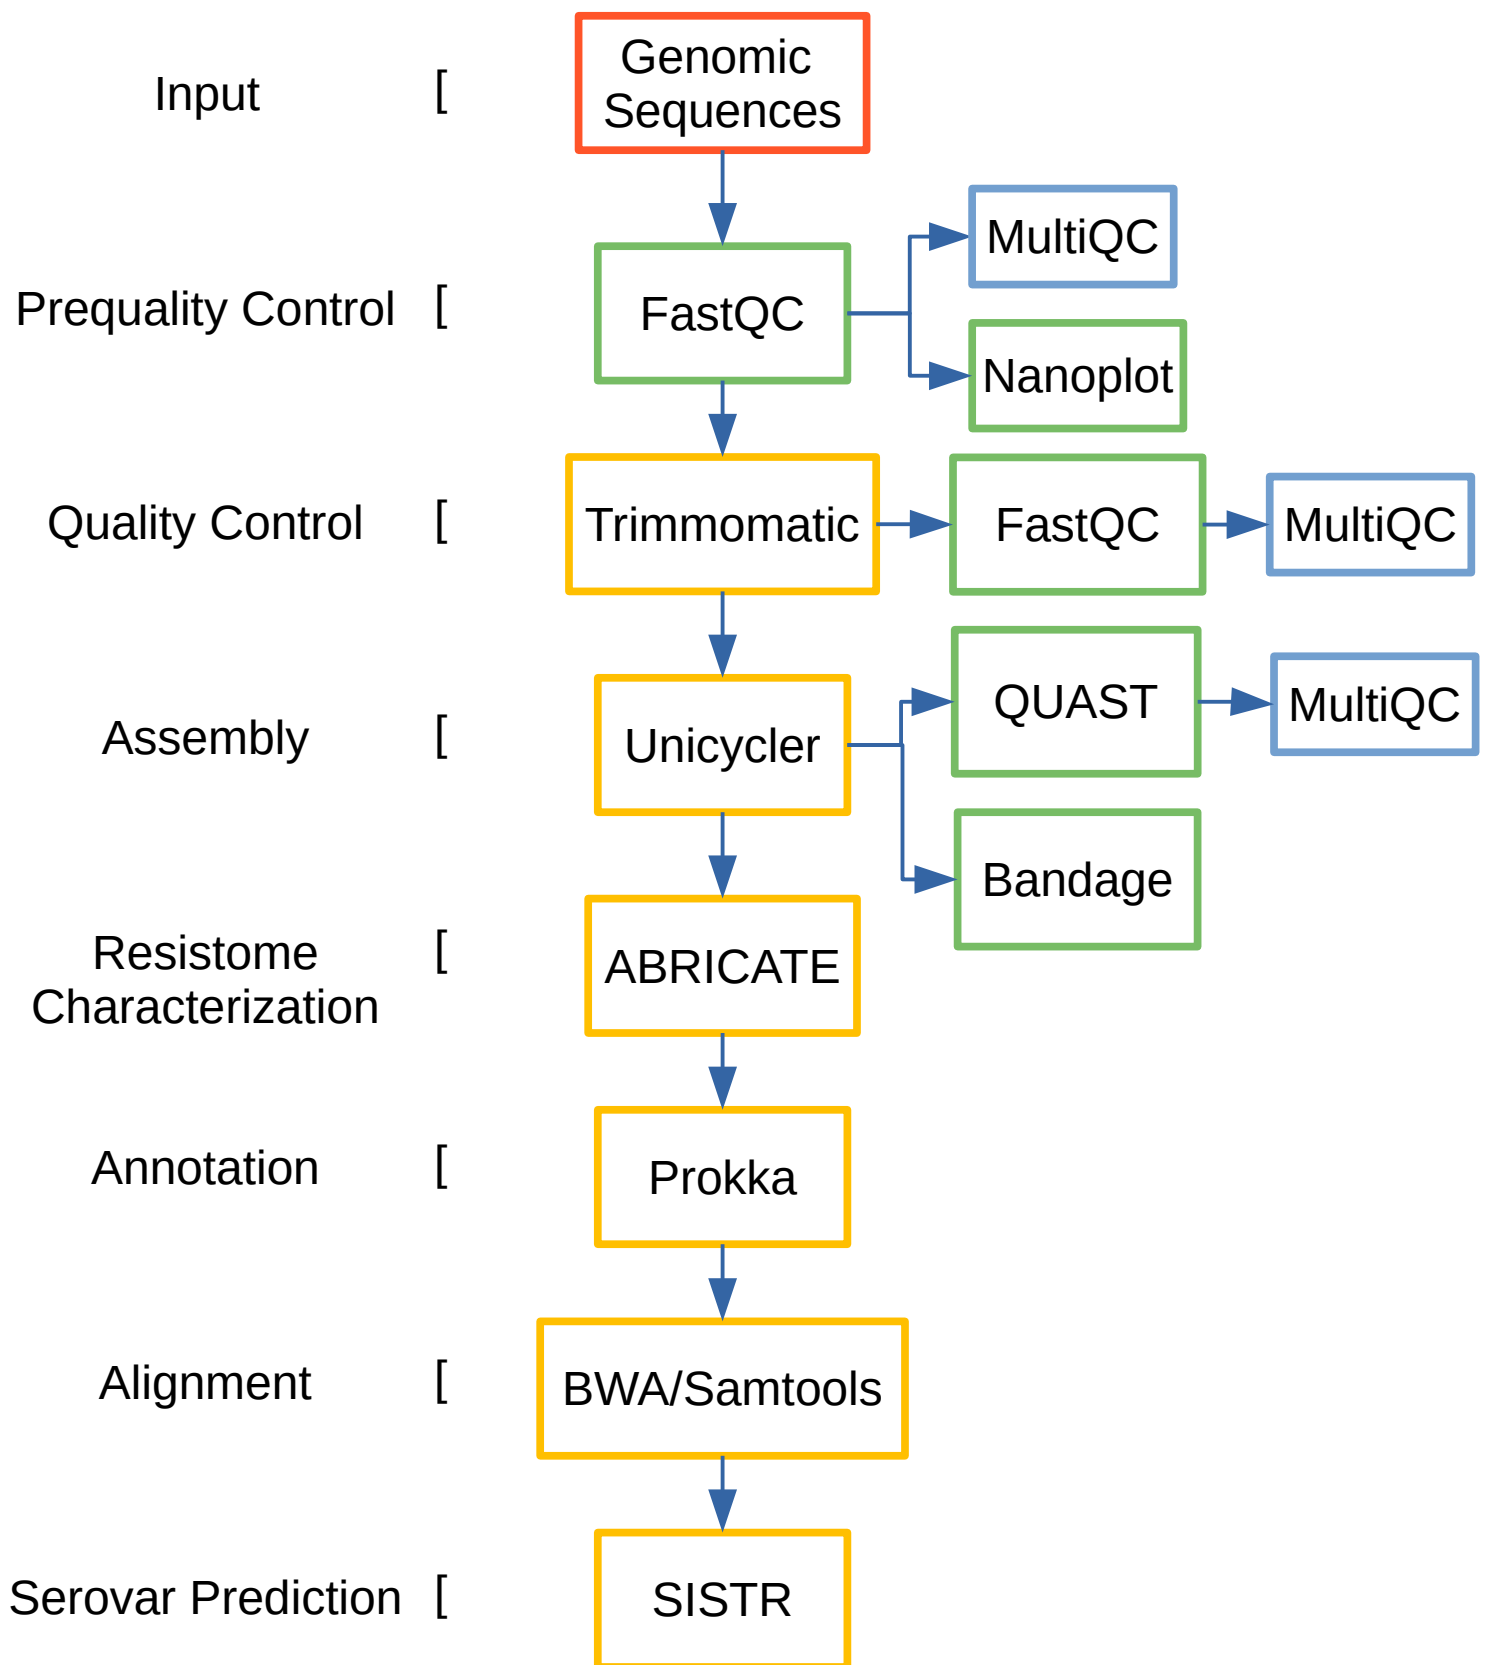 Input
[
Genomic
Sequences
MultiQC
Prequality Control
[
FastQC
Nanoplot
Quality Control
[
Trimmomatic
FastQC
MultiQC
Assembly
[
Unicycler
QUAST
MultiQC
Bandage
Resistome
Characterization
[
ABRICATE
Annotation
[
Prokka
Alignment
[
BWA/Samtools
Serovar Prediction
[
SISTR